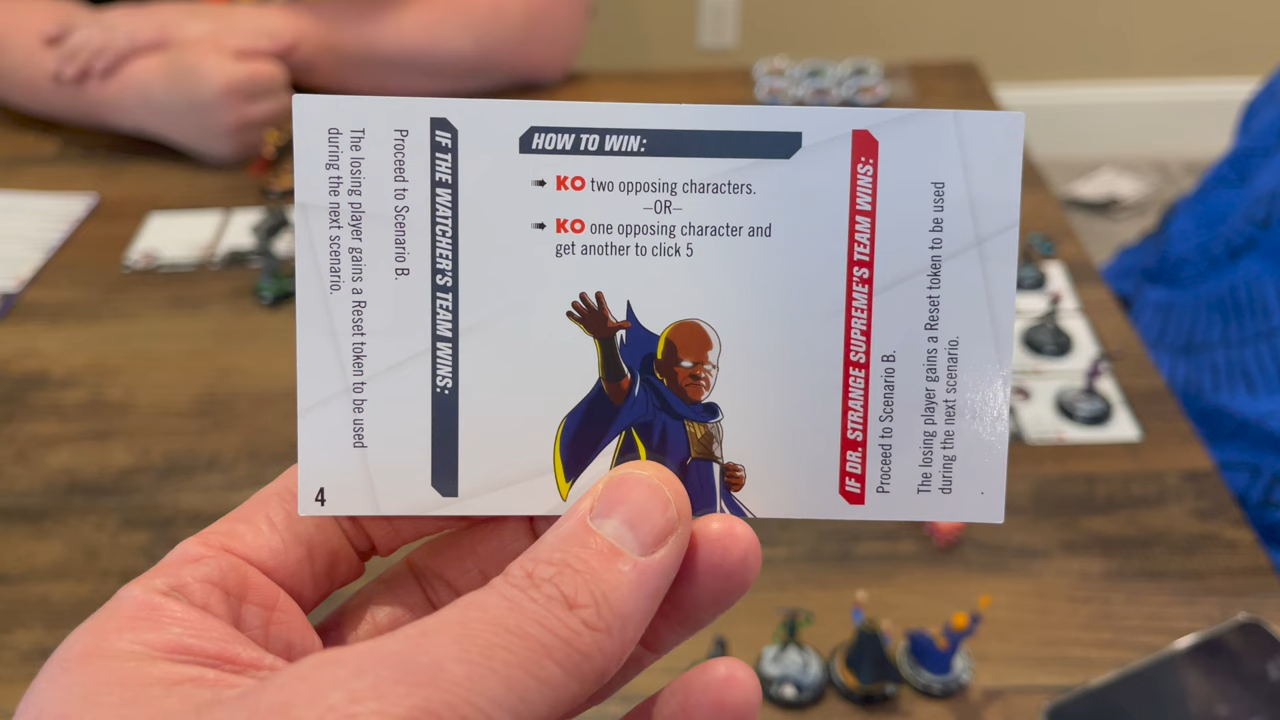 HOW TO WIN:
KO two opposing characters.
–OR–
KO one opposing character and
get another to click 5
IF THE WATCHER'S TEAM WINS:
Proceed to Scenario B.
The losing player gains a Reset token to be used
during the next scenario.
IF DR. STRANGE SUPREME'S TEAM WINS:
Proceed to Scenario B.
The losing player gains a Reset token to be used
during the next scenario.
4